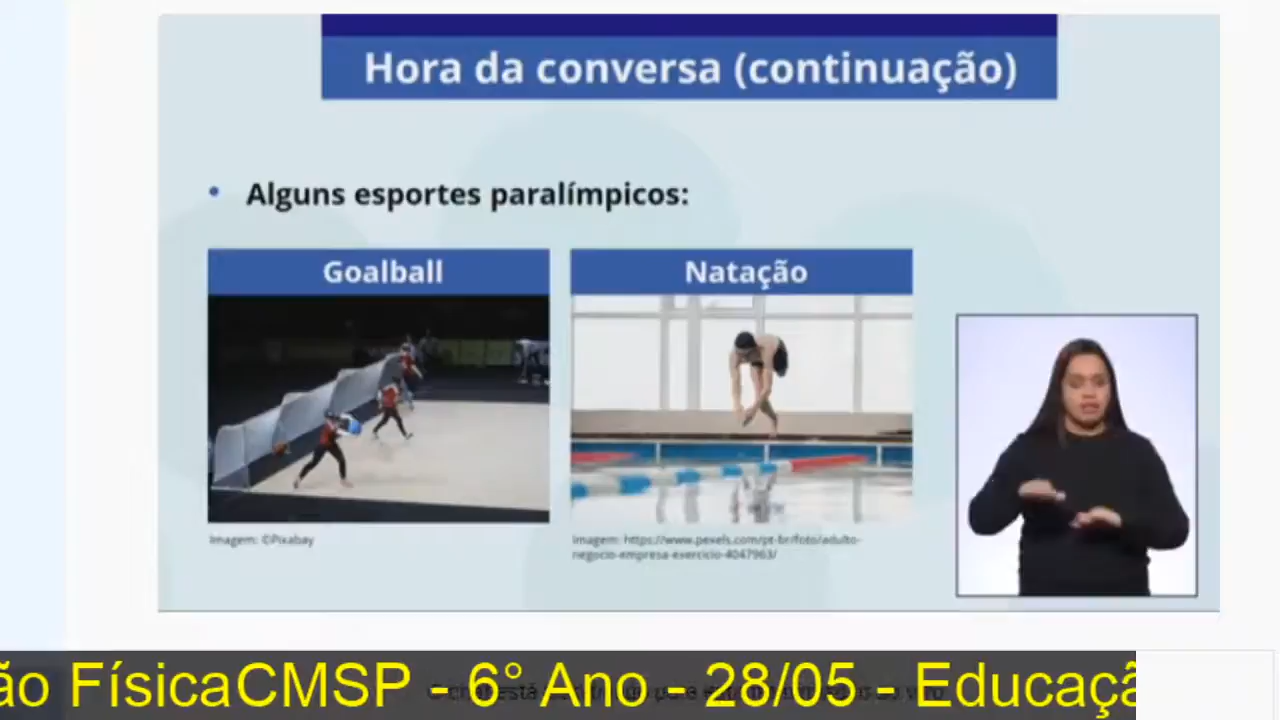 Hora da conversa (continuação)
• Alguns esportes paralímpicos:
Goalball
Natação
Imagem: ©Pixabay
Imagem: https://www.pexels.com/pt-br/foto/adulto-
negocio-empresa-exercicio-4047963/
ão FísicaCMSP - 6° Ano - 28/05 - Educaçã